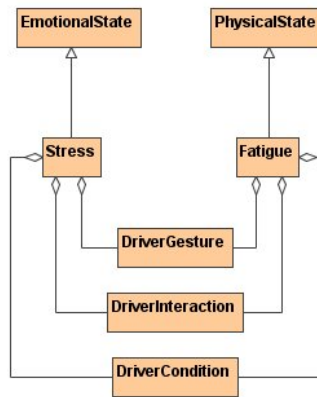 EmotionalState
PhysicalState
Stress
Fatigue
DriverGesture
DriverInteraction
DriverCondition